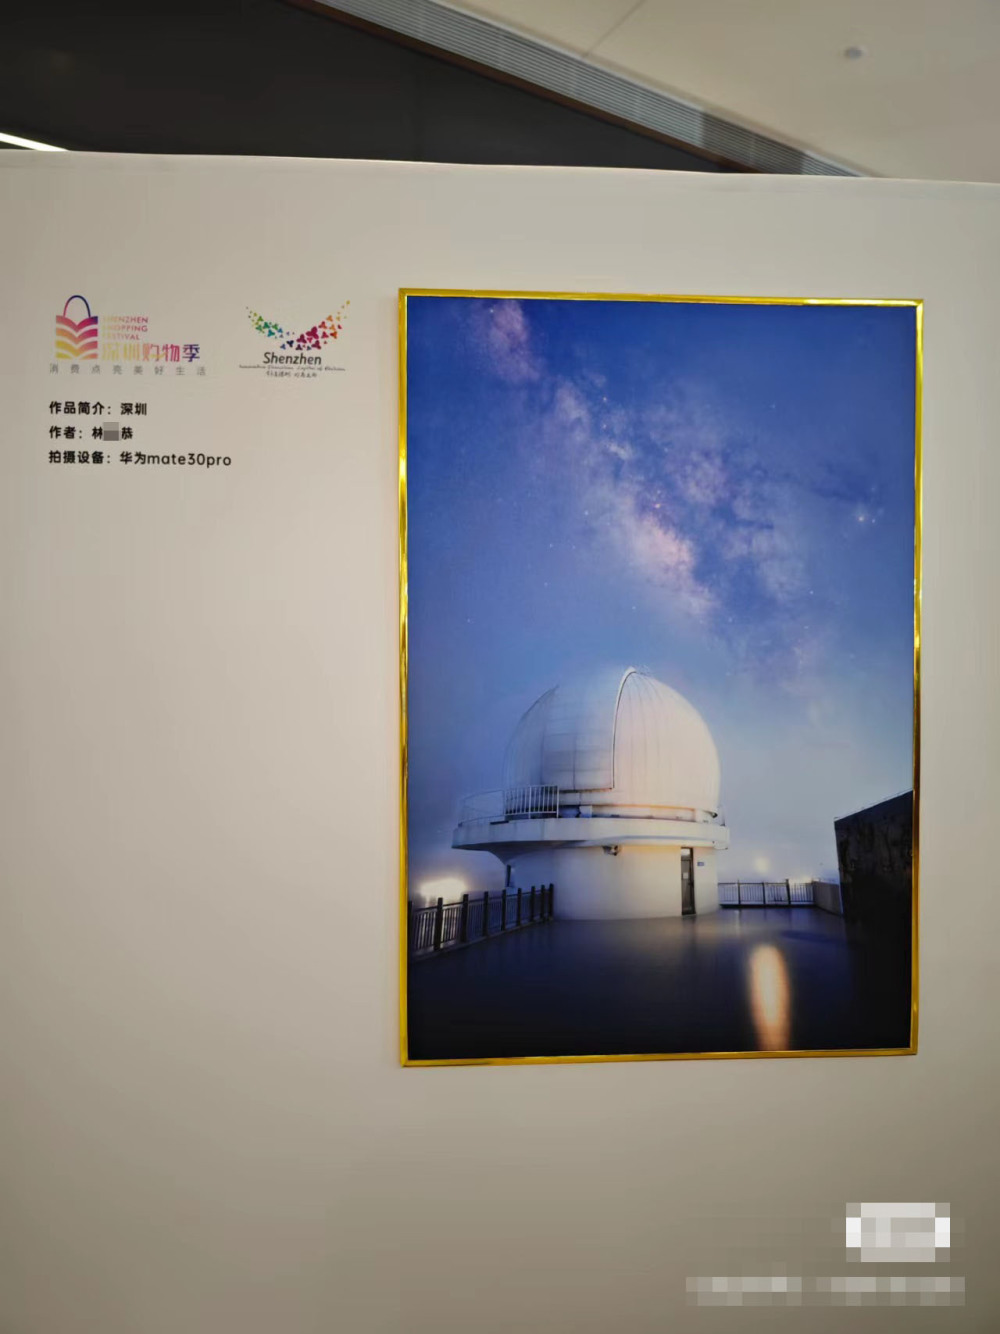 SHENZHEN
SHOPPING
FESTIVAL
深圳购物季
消费点亮美好生活
Shenzhen
作品简介：深圳
作者：林 恭
拍摄设备：华为mate30pro